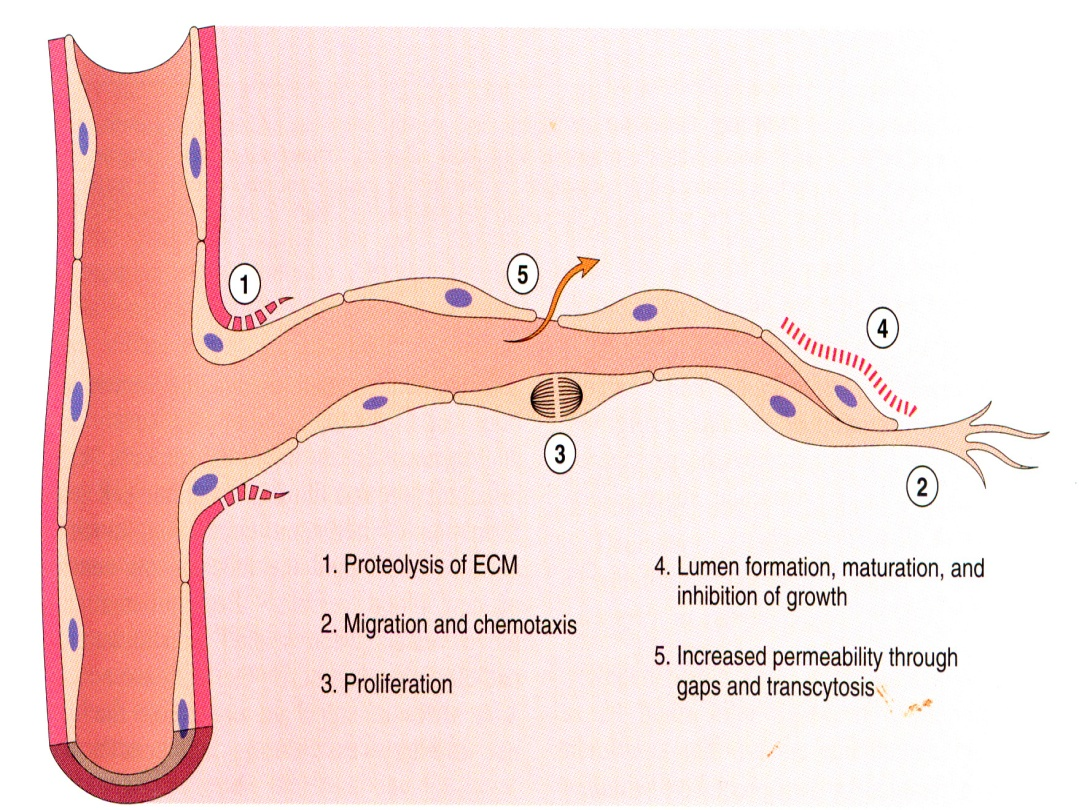 1
5
4
3
2
1. Proteolysis of ECM
2. Migration and chemotaxis
3. Proliferation
4. Lumen formation, maturation, and
inhibition of growth
5. Increased permeability through
gaps and transcytosis